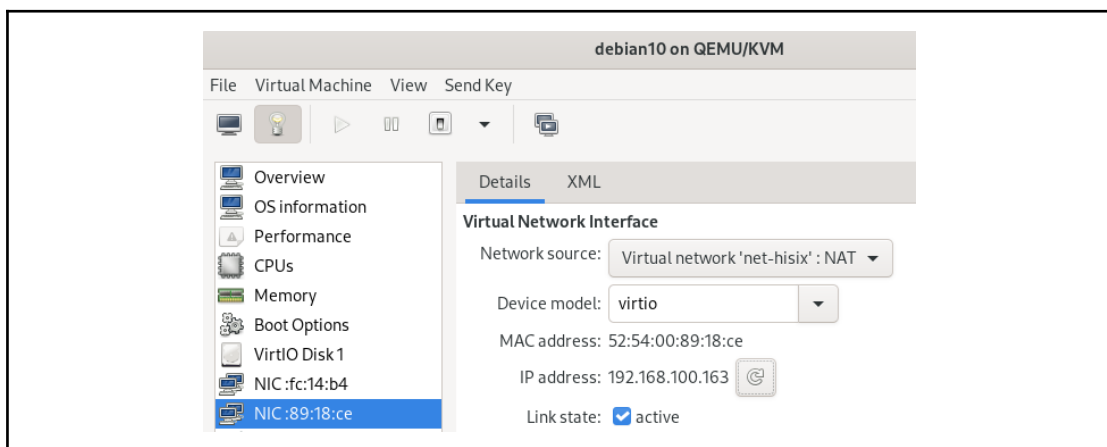 debian10 on QEMU/KVM
File Virtual Machine View Send Key
Overview
OS information
Performance
CPUs
Memory
Boot Options
VirtIO Disk 1
NIC :fc:14:b4
NIC :89:18:ce
Details XML
Virtual Network Interface
Network source: Virtual network 'net-hisix' : NAT
Device model: virtio
MAC address: 52:54:00:89:18:ce
IP address: 192.168.100.163
Link state: active